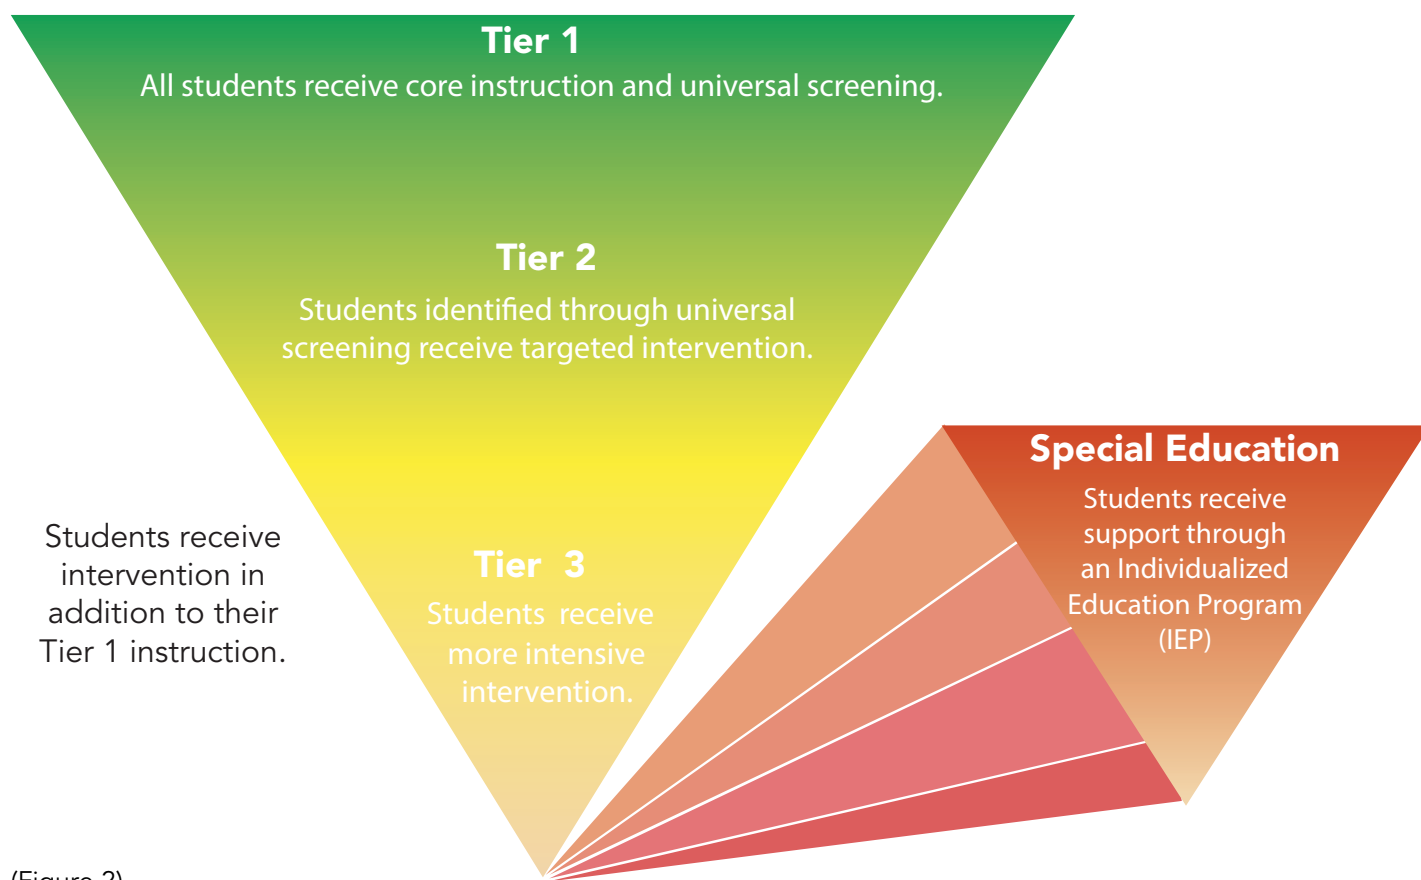 Tier 1
All students receive core instruction and universal screening.
Tier 2
Students identified through universal
screening receive targeted intervention.
Students receive
intervention in
addition to their
Tier 1 instruction.
Tier 3
Students receive
more intensive
intervention.
Special Education
Students receive
support through
an Individualized
Education Program
(IEP)
(Figure 2)